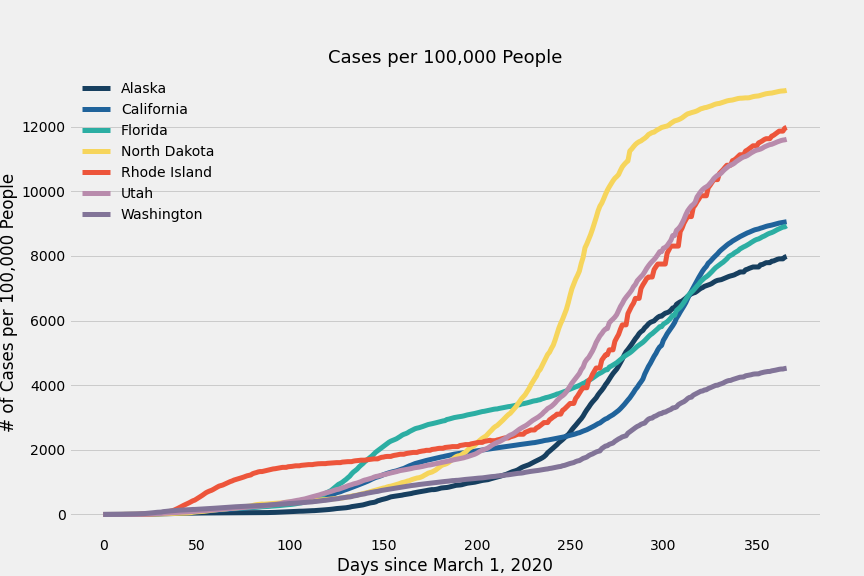 Cases per 100,000 People
Alaska
California
Florida
North Dakota
Rhode Island
Utah
Washington
# of Cases per 100,000 People
12000
10000
8000
6000
4000
2000
0
0 50 100 150 200 250 300 350
Days since March 1, 2020